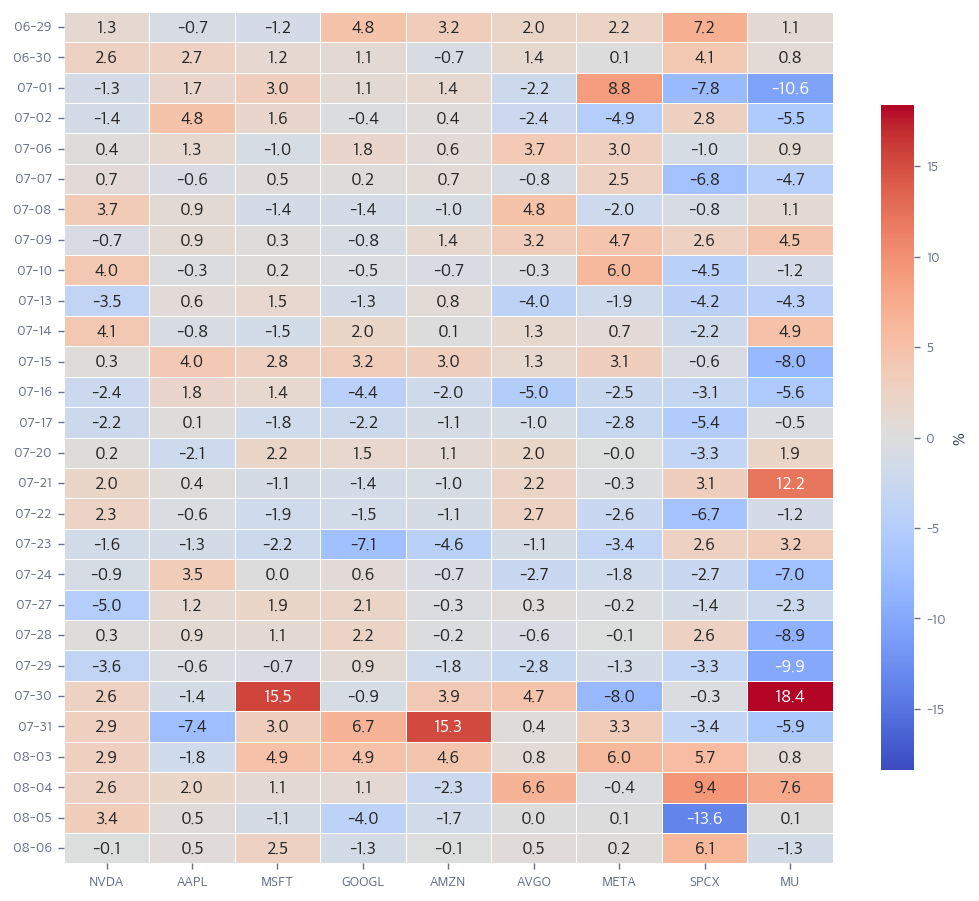 06-29 1.3 -0.7 -1.2 4.8 3.2 2.0 2.2 7.2 1.1
06-30 2.6 2.7 1.2 1.1 -0.7 1.4 0.1 4.1 0.8
07-01 -1.3 1.7 3.0 1.1 1.4 -2.2 8.8 -7.8 -10.6
07-02 -1.4 4.8 1.6 -0.4 0.4 -2.4 -4.9 2.8 -5.5
07-06 0.4 1.3 -1.0 1.8 0.6 3.7 3.0 -1.0 0.9
07-07 0.7 -0.6 0.5 0.2 0.7 -0.8 2.5 -6.8 -4.7
07-08 3.7 0.9 -1.4 -1.4 -1.0 4.8 -2.0 -0.8 1.1
07-09 -0.7 0.9 0.3 -0.8 1.4 3.2 4.7 2.6 4.5
07-10 4.0 -0.3 0.2 -0.5 -0.7 -0.3 6.0 -4.5 -1.2
07-13 -3.5 0.6 1.5 -1.3 0.8 -4.0 -1.9 -4.2 -4.3
07-14 4.1 -0.8 -1.5 2.0 0.1 1.3 0.7 -2.2 4.9
07-15 0.3 4.0 2.8 3.2 3.0 1.3 3.1 -0.6 -8.0
07-16 -2.4 1.8 1.4 -4.4 -2.0 -5.0 -2.5 -3.1 -5.6
07-17 -2.2 0.1 -1.8 -2.2 -1.1 -1.0 -2.8 -5.4 -0.5
07-20 0.2 -2.1 2.2 1.5 1.1 2.0 -0.0 -3.3 1.9
07-21 2.0 0.4 -1.1 -1.4 -1.0 2.2 -0.3 3.1 12.2
07-22 2.3 -0.6 -1.9 -1.5 -1.1 2.7 -2.6 -6.7 -1.2
07-23 -1.6 -1.3 -2.2 -7.1 -4.6 -1.1 -3.4 2.6 3.2
07-24 -0.9 3.5 0.0 0.6 -0.7 -2.7 -1.8 -2.7 -7.0
07-27 -5.0 1.2 1.9 2.1 -0.3 0.3 -0.2 -1.4 -2.3
07-28 0.3 0.9 1.1 2.2 -0.2 -0.6 -0.1 2.6 -8.9
07-29 -3.6 -0.6 -0.7 0.9 -1.8 -2.8 -1.3 -3.3 -9.9
07-30 2.6 -1.4 15.5 -0.9 3.9 4.7 -8.0 -0.3 18.4
07-31 2.9 -7.4 3.0 6.7 15.3 0.4 3.3 -3.4 -5.9
08-03 2.9 -1.8 4.9 4.9 4.6 0.8 6.0 5.7 0.8
08-04 2.6 2.0 1.1 1.1 -2.3 6.6 -0.4 9.4 7.6
08-05 3.4 0.5 -1.1 -4.0 -1.7 0.0 0.1 -13.6 0.1
08-06 -0.1 0.5 2.5 -1.3 -0.1 0.5 0.2 6.1 -1.3
NVDA AAPL MSFT GOOGL AMZN AVGO META SPCX MU
15
10
5
0
-5
-10
-15
%